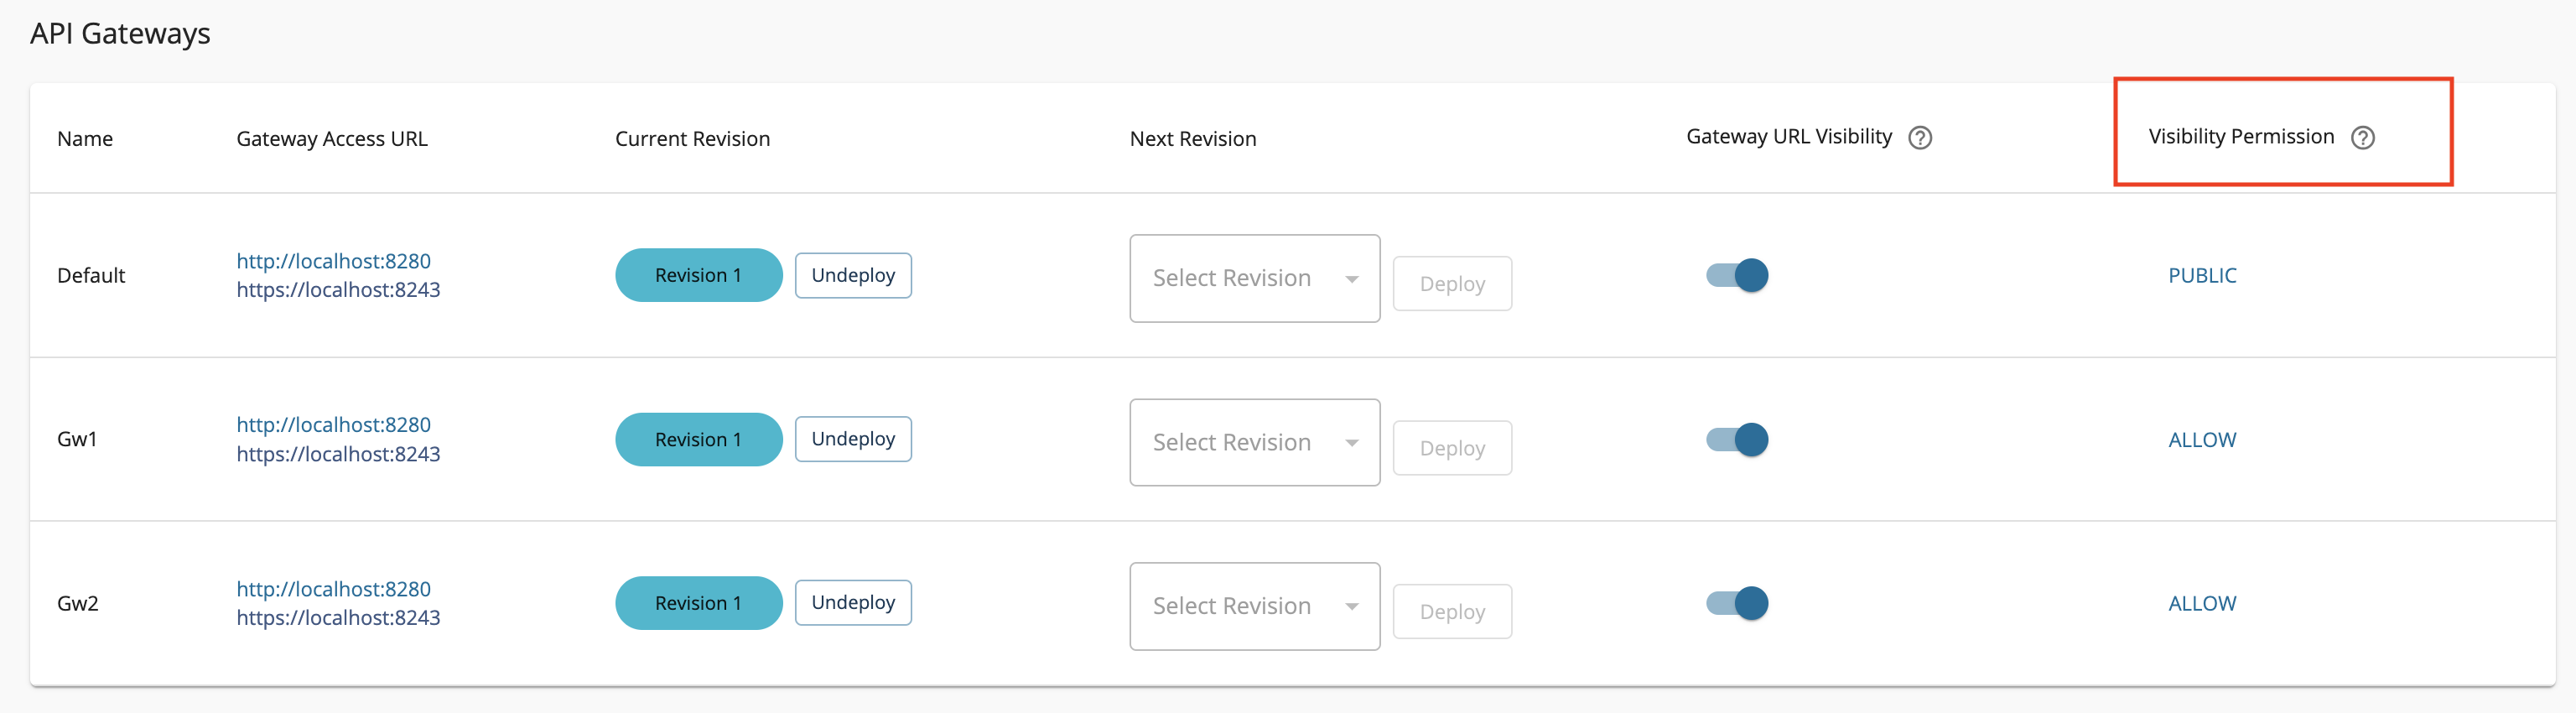 API Gateways
Name Gateway Access URL Current Revision Next Revision Gateway URL Visibility ? Visibility Permission ?
Default http://localhost:8280 https://localhost:8243 Revision 1 Undeploy Select Revision Deploy PUBLIC
Gw1 http://localhost:8280 https://localhost:8243 Revision 1 Undeploy Select Revision Deploy ALLOW
Gw2 http://localhost:8280 https://localhost:8243 Revision 1 Undeploy Select Revision Deploy ALLOW